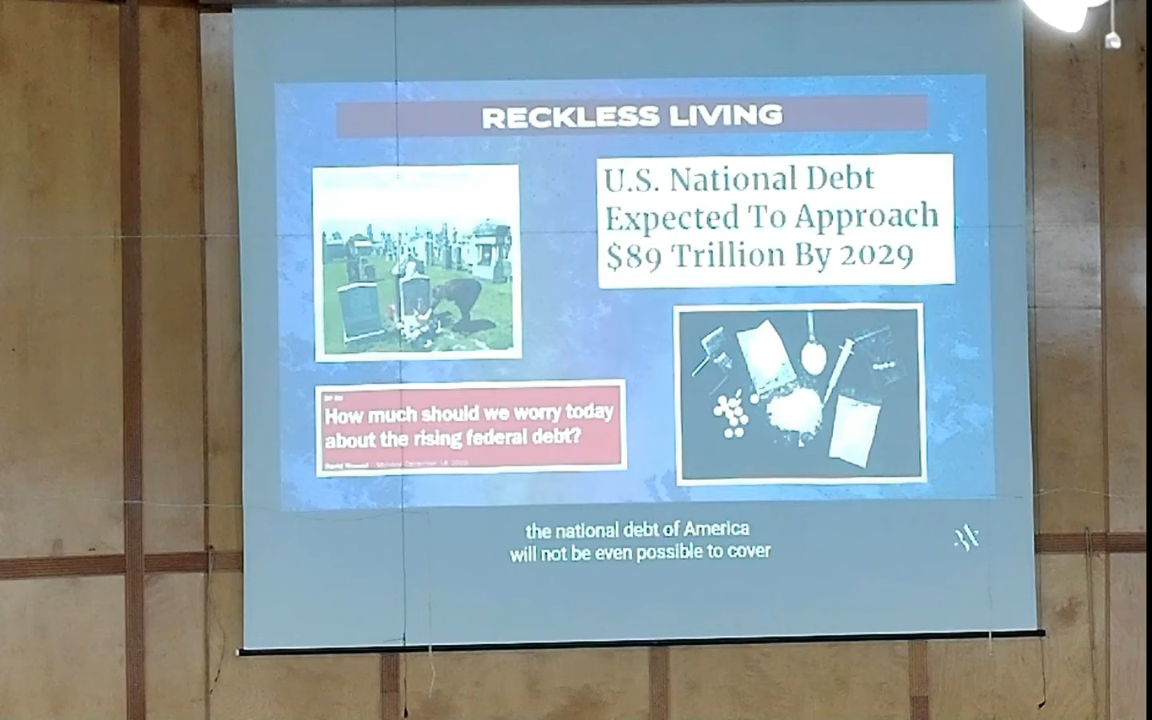 RECKLESS LIVING
U.S. National Debt
Expected To Approach
$89 Trillion By 2029
How much should we worry today
about the rising federal debt?
the national debt of America
will not be even possible to cover